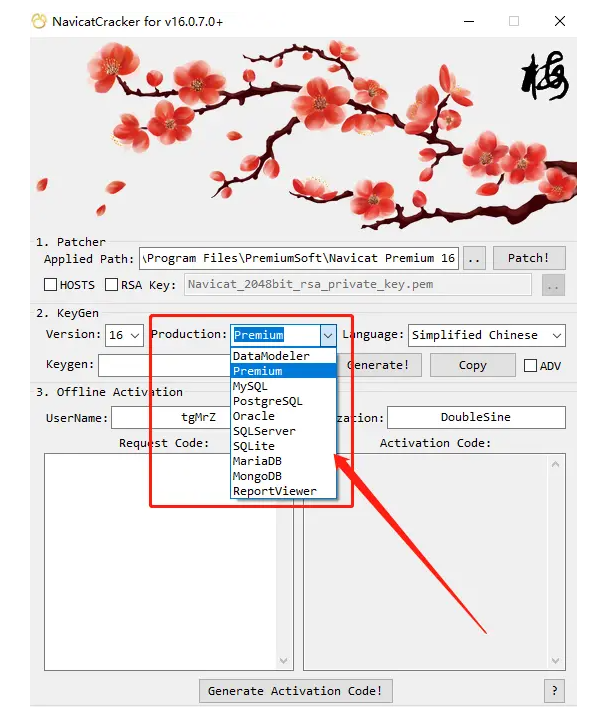 NavicatCracker for v16.0.7.0+
梅
1. Patcher
Applied Path: \Program Files\PremiumSoft\Navicat Premium 16 .. Patch!
HOSTS RSA Key: Navicat_2048bit_rsa_private_key.pem ..
2. KeyGen
Version: 16 Production: Premium Language: Simplified Chinese
DataModeler
Keygen: Premium Generate! Copy ADV
MySQL
3. Offline Activation
PostgreSQL
UserName: tgMrZ Oracle zation: DoubleSine
SQLServer
Request Code: Activation Code:
SQLite
MariaDB
MongoDB
ReportViewer
Generate Activation Code! ?